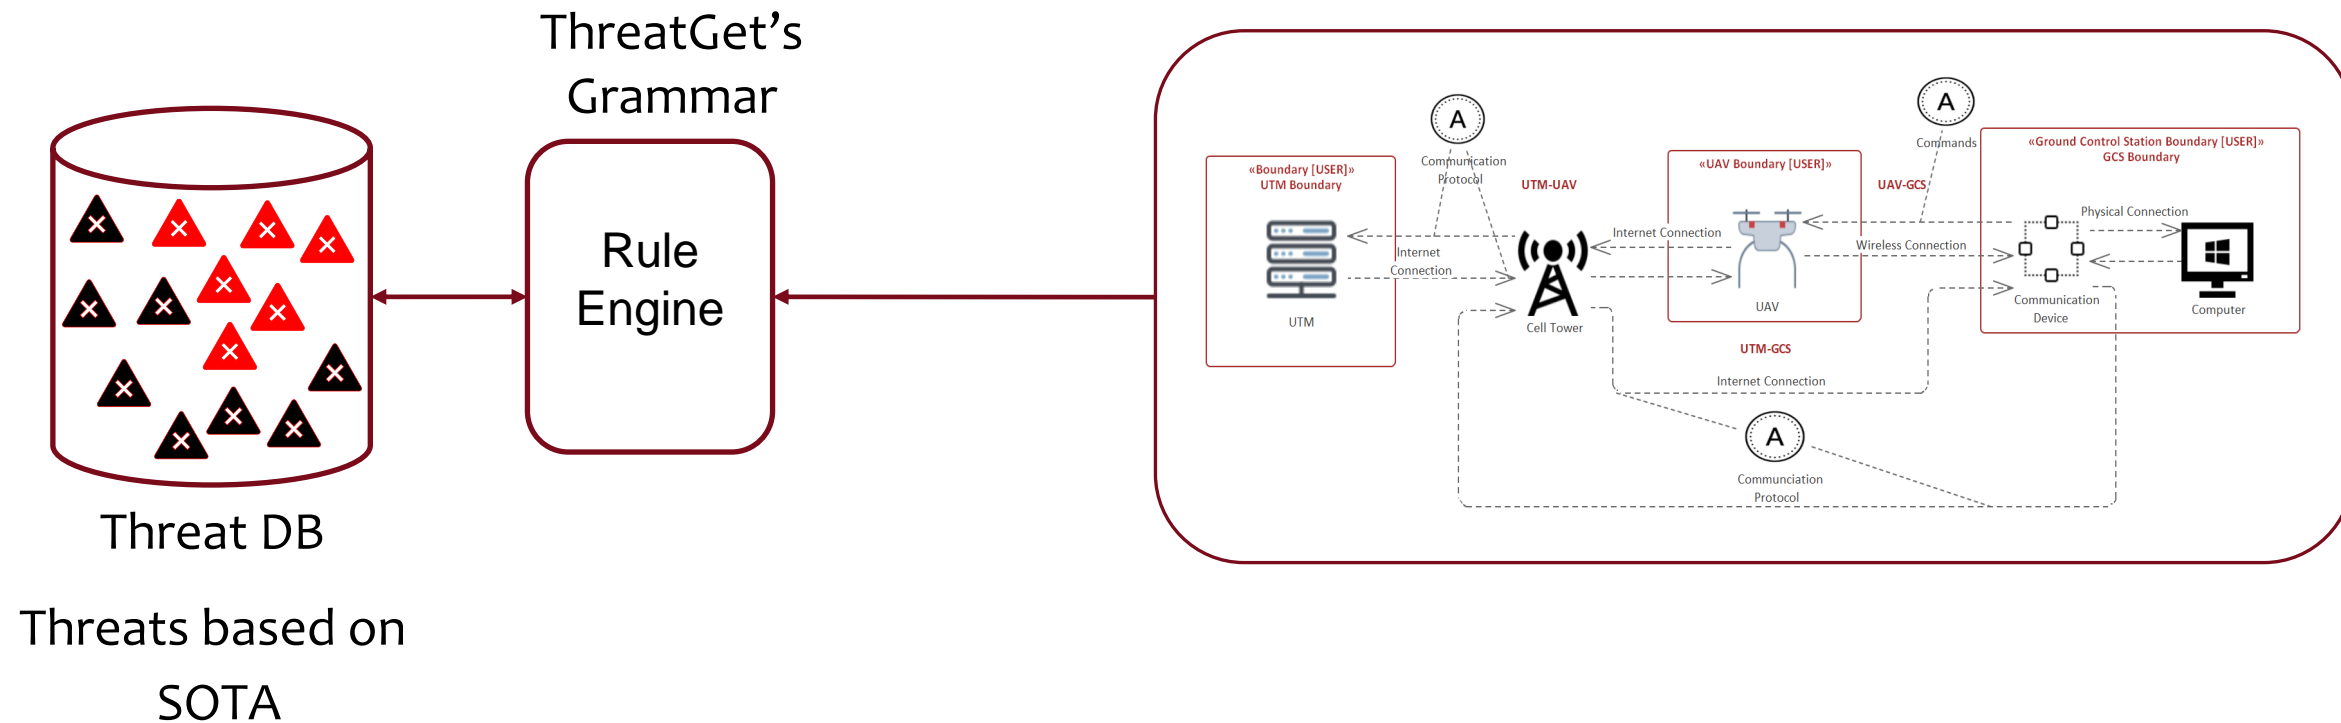 ThreatGet’s
Grammar
Rule
Engine
Threat DB
Threats based on
SOTA
A
Communication
Protocol
A
Commands
«Boundary [USER]»
UTM Boundary
UTM-UAV
«UAV Boundary [USER]»
UAV-GCS
«Ground Control Station Boundary [USER]»
GCS Boundary
Internet
Connection
Internet Connection
Wireless Connection
Physical Connection
UTM
Cell Tower
UAV
Communication
Device
Computer
UTM-GCS
Internet Connection
A
Communciation
Protocol